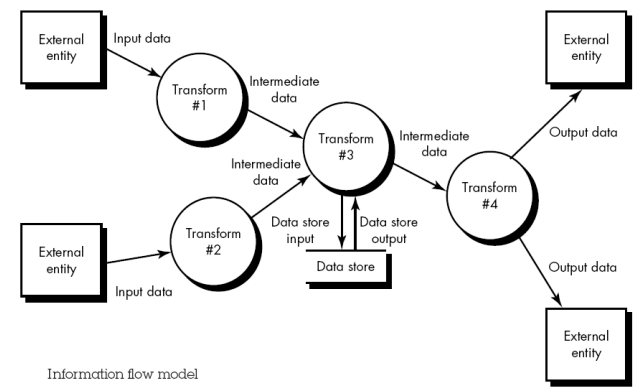 External
entity
Input data
Transform
#1
Intermediate
data
Transform
#3
Intermediate
data
Intermediate
data
Transform
#4
External
entity
Output data
External
entity
Input data
Transform
#2
Data store
input
Data store
output
Data store
Output data
External
entity
Information flow model